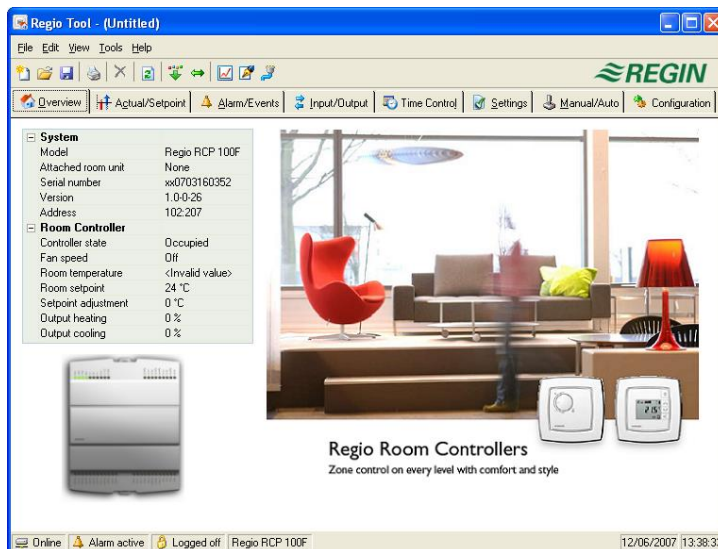 Regio Tool - (Untitled)
File Edit View Tools Help
REGIN
Overview Actual/Setpoint Alarm/Events Input/Output Time Control Settings Manual/Auto Configuration
System
Model Regio RCP 100F
Attached room unit None
Serial number xx0703160352
Version 1.0-0-26
Address 102:207
Room Controller
Controller state Occupied
Fan speed Off
Room temperature <Invalid value>
Room setpoint 24 °C
Setpoint adjustment 0 °C
Output heating 0 %
Output cooling 0 %
Regio Room Controllers
Zone control on every level with comfort and style
Online Alarm active Logged off Regio RCP 100F 12/06/2007 13:38:3